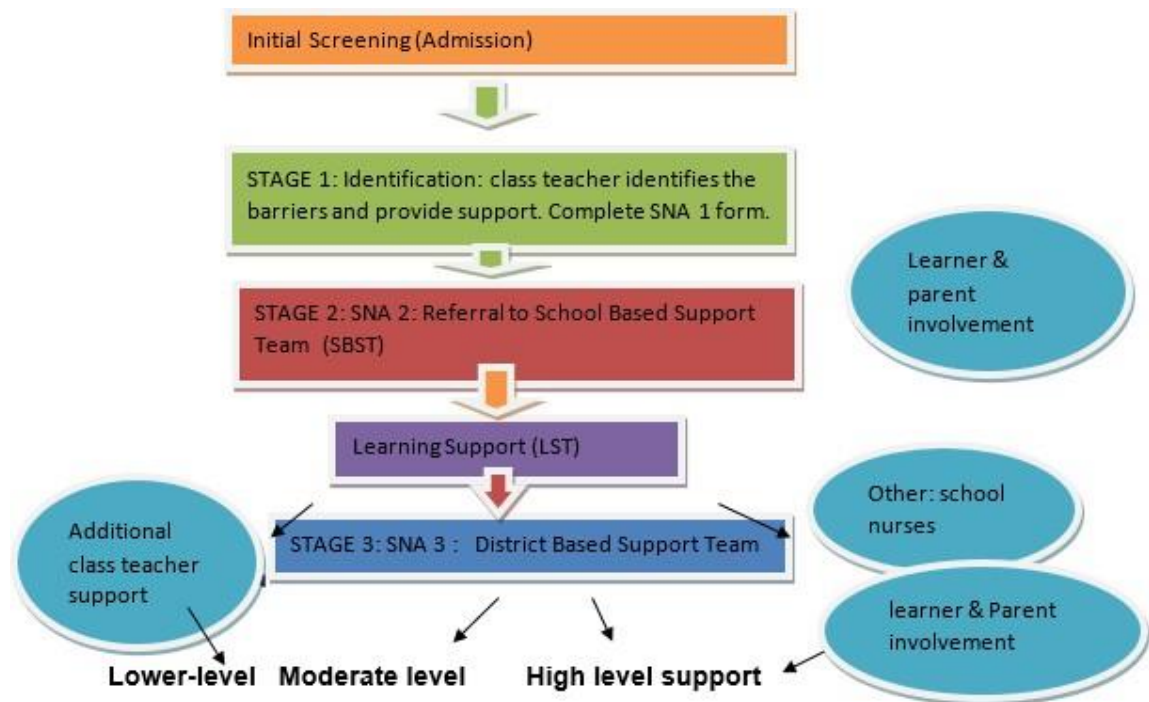 Initial Screening (Admission)
STAGE 1: Identification: class teacher identifies the
barriers and provide support. Complete SNA 1 form.
Learner &
parent
involvement
STAGE 2: SNA 2: Referral to School Based Support
Team (SBST)
Learning Support (LST)
Other: school
nurses
Additional
class teacher
support
STAGE 3: SNA 3 : District Based Support Team
learner & Parent
involvement
Lower-level Moderate level High level support